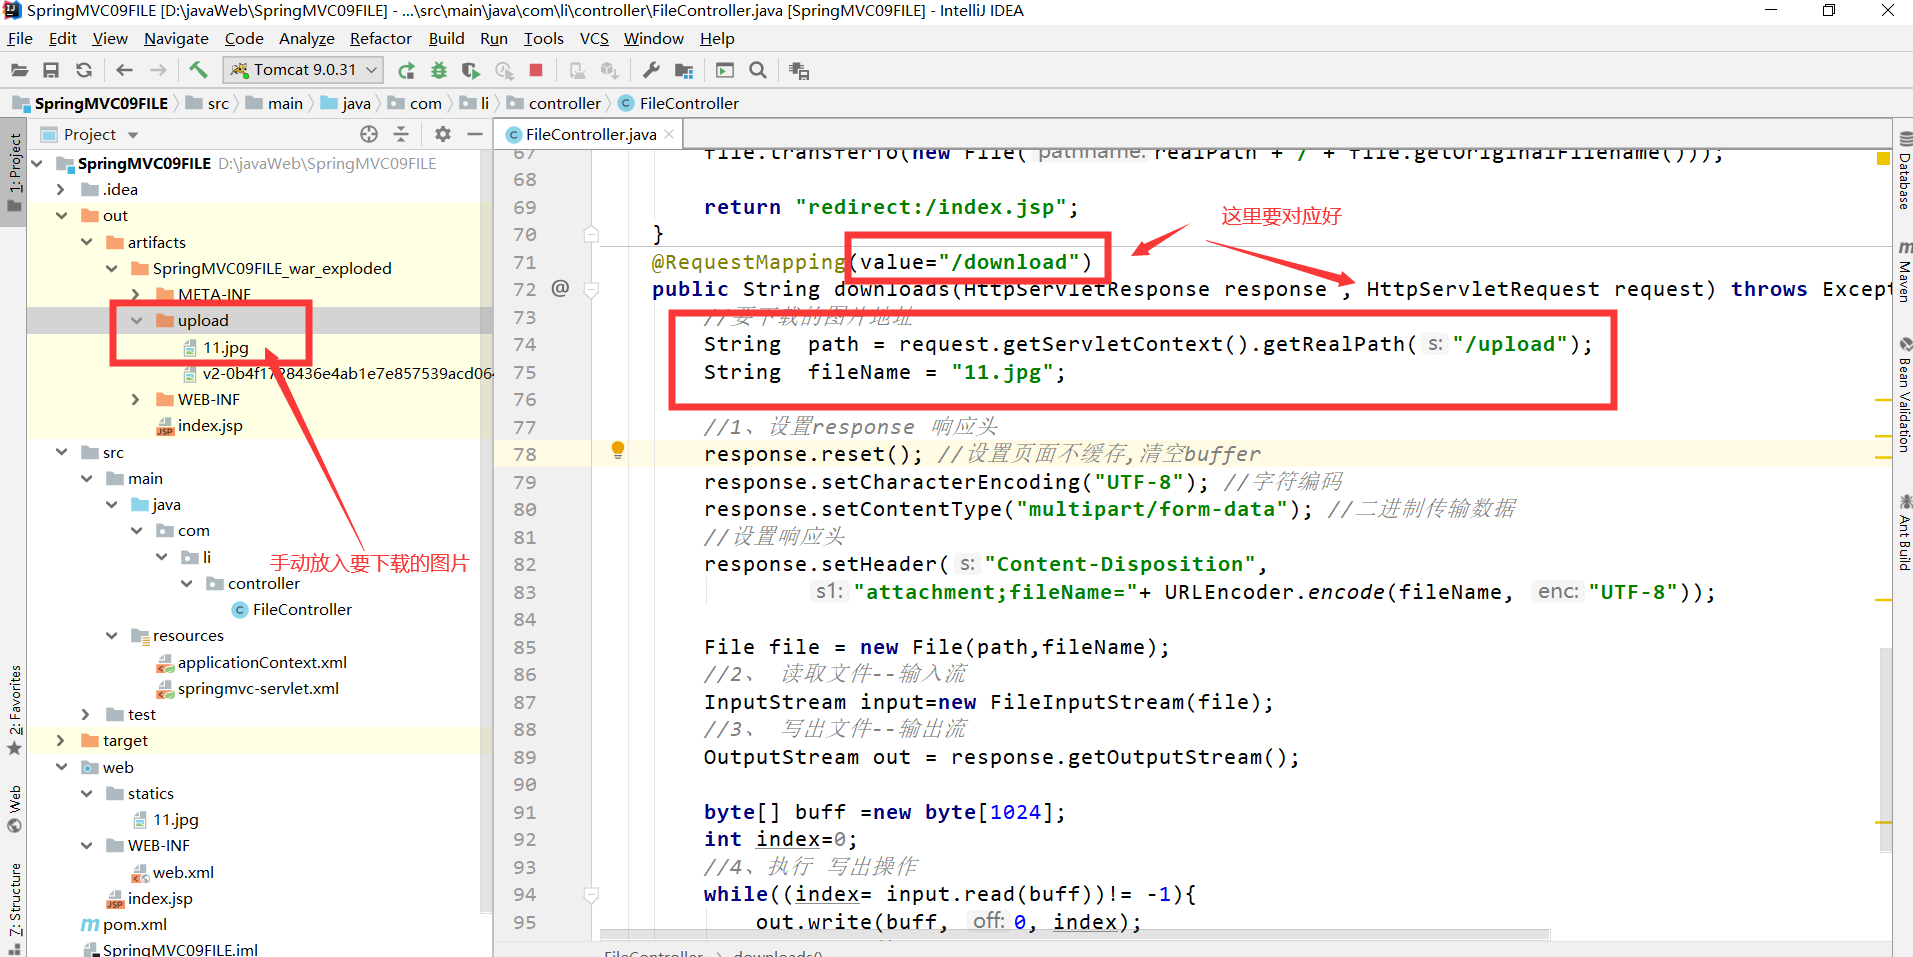 SpringMVC09FILE [D:\javaWeb\SpringMVC09FILE] - ...\src\main\java\com\li\controller\FileController.java [SpringMVC09FILE] - IntelliJ IDEA
File Edit View Navigate Code Analyze Refactor Build Run Tools VCS Window Help
Tomcat 9.0.31
SpringMVC09FILE src main java com li controller FileController
Project
FileController.java
SpringMVC09FILE D:\javaWeb\SpringMVC09FILE
.idea
out
artifacts
SpringMVC09FILE_war_exploded
META-INF
upload
11.jpg
v2-0b4f1728436e4ab1e7e857539acd064
WEB-INF
index.jsp
src
main
java
com
li
手动放入要下载的图片
controller
FileController
resources
applicationContext.xml
springmvc-servlet.xml
test
target
web
statics
11.jpg
WEB-INF
web.xml
index.jsp
pom.xml
SpringMVC09FILE.iml
1: Project
2: Favorites
Web
7: Structure
67 file.transferTo(new File( pathname: realPath + "/" + file.getOriginalFilename()));
68
69 return "redirect:/index.jsp";
这里要对应好
70 }
71 @RequestMapping(value="/download")
72 @ public String downloads(HttpServletResponse response , HttpServletRequest request) throws Except
73 //要下载的图片地址
74 String path = request.getServletContext().getRealPath( s: "/upload");
75 String fileName = "11.jpg";
76
77 //1、设置response 响应头
78 response.reset(); //设置页面不缓存,清空buffer
79 response.setCharacterEncoding("UTF-8"); //字符编码
80 response.setContentType("multipart/form-data"); //二进制传输数据
81 //设置响应头
82 response.setHeader( s: "Content-Disposition",
83 s1: "attachment;fileName="+ URLEncoder.encode(fileName, enc: "UTF-8"));
84
85 File file = new File(path,fileName);
86 //2、 读取文件--输入流
87 InputStream input=new FileInputStream(file);
88 //3、 写出文件--输出流
89 OutputStream out = response.getOutputStream();
90
91 byte[] buff =new byte[1024];
92 int index=0;
93 //4、执行 写出操作
94 while((index= input.read(buff))!= -1){
95 out.write(buff, off: 0, index);
FileController downloads()
Database
Maven
Bean Validation
Ant Build